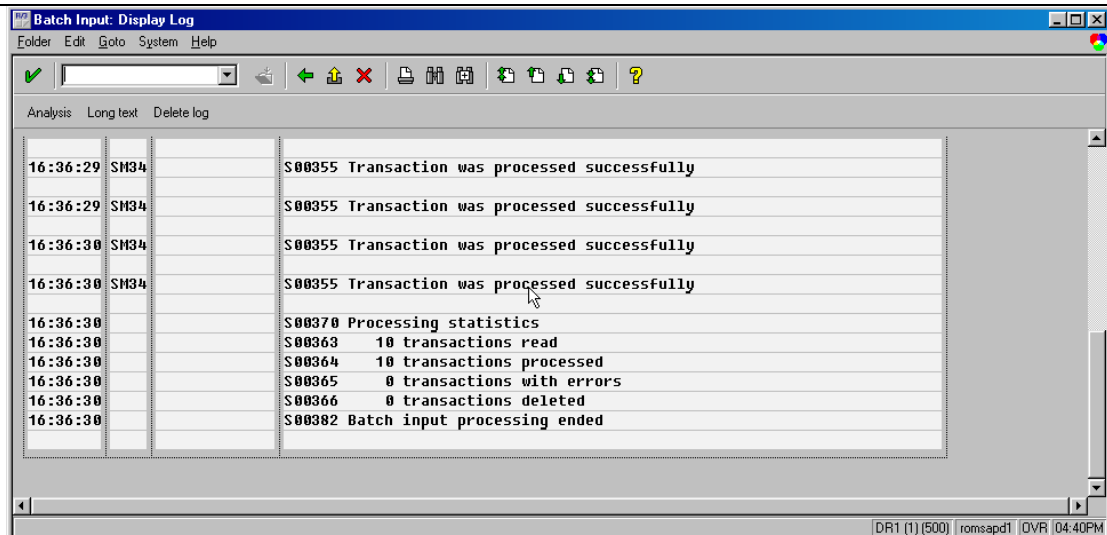 Batch Input: Display Log
Folder Edit Goto System Help
Analysis Long text Delete log
16:36:29 SM34 S00355 Transaction was processed successfully
16:36:29 SM34 S00355 Transaction was processed successfully
16:36:30 SM34 S00355 Transaction was processed successfully
16:36:30 SM34 S00355 Transaction was processed successfully
16:36:30 S00370 Processing statistics
16:36:30 S00363 10 transactions read
16:36:30 S00364 10 transactions processed
16:36:30 S00365 0 transactions with errors
16:36:30 S00366 0 transactions deleted
16:36:30 S00382 Batch input processing ended
DR1 (1) (500) romsapd1 OVR 04:40PM